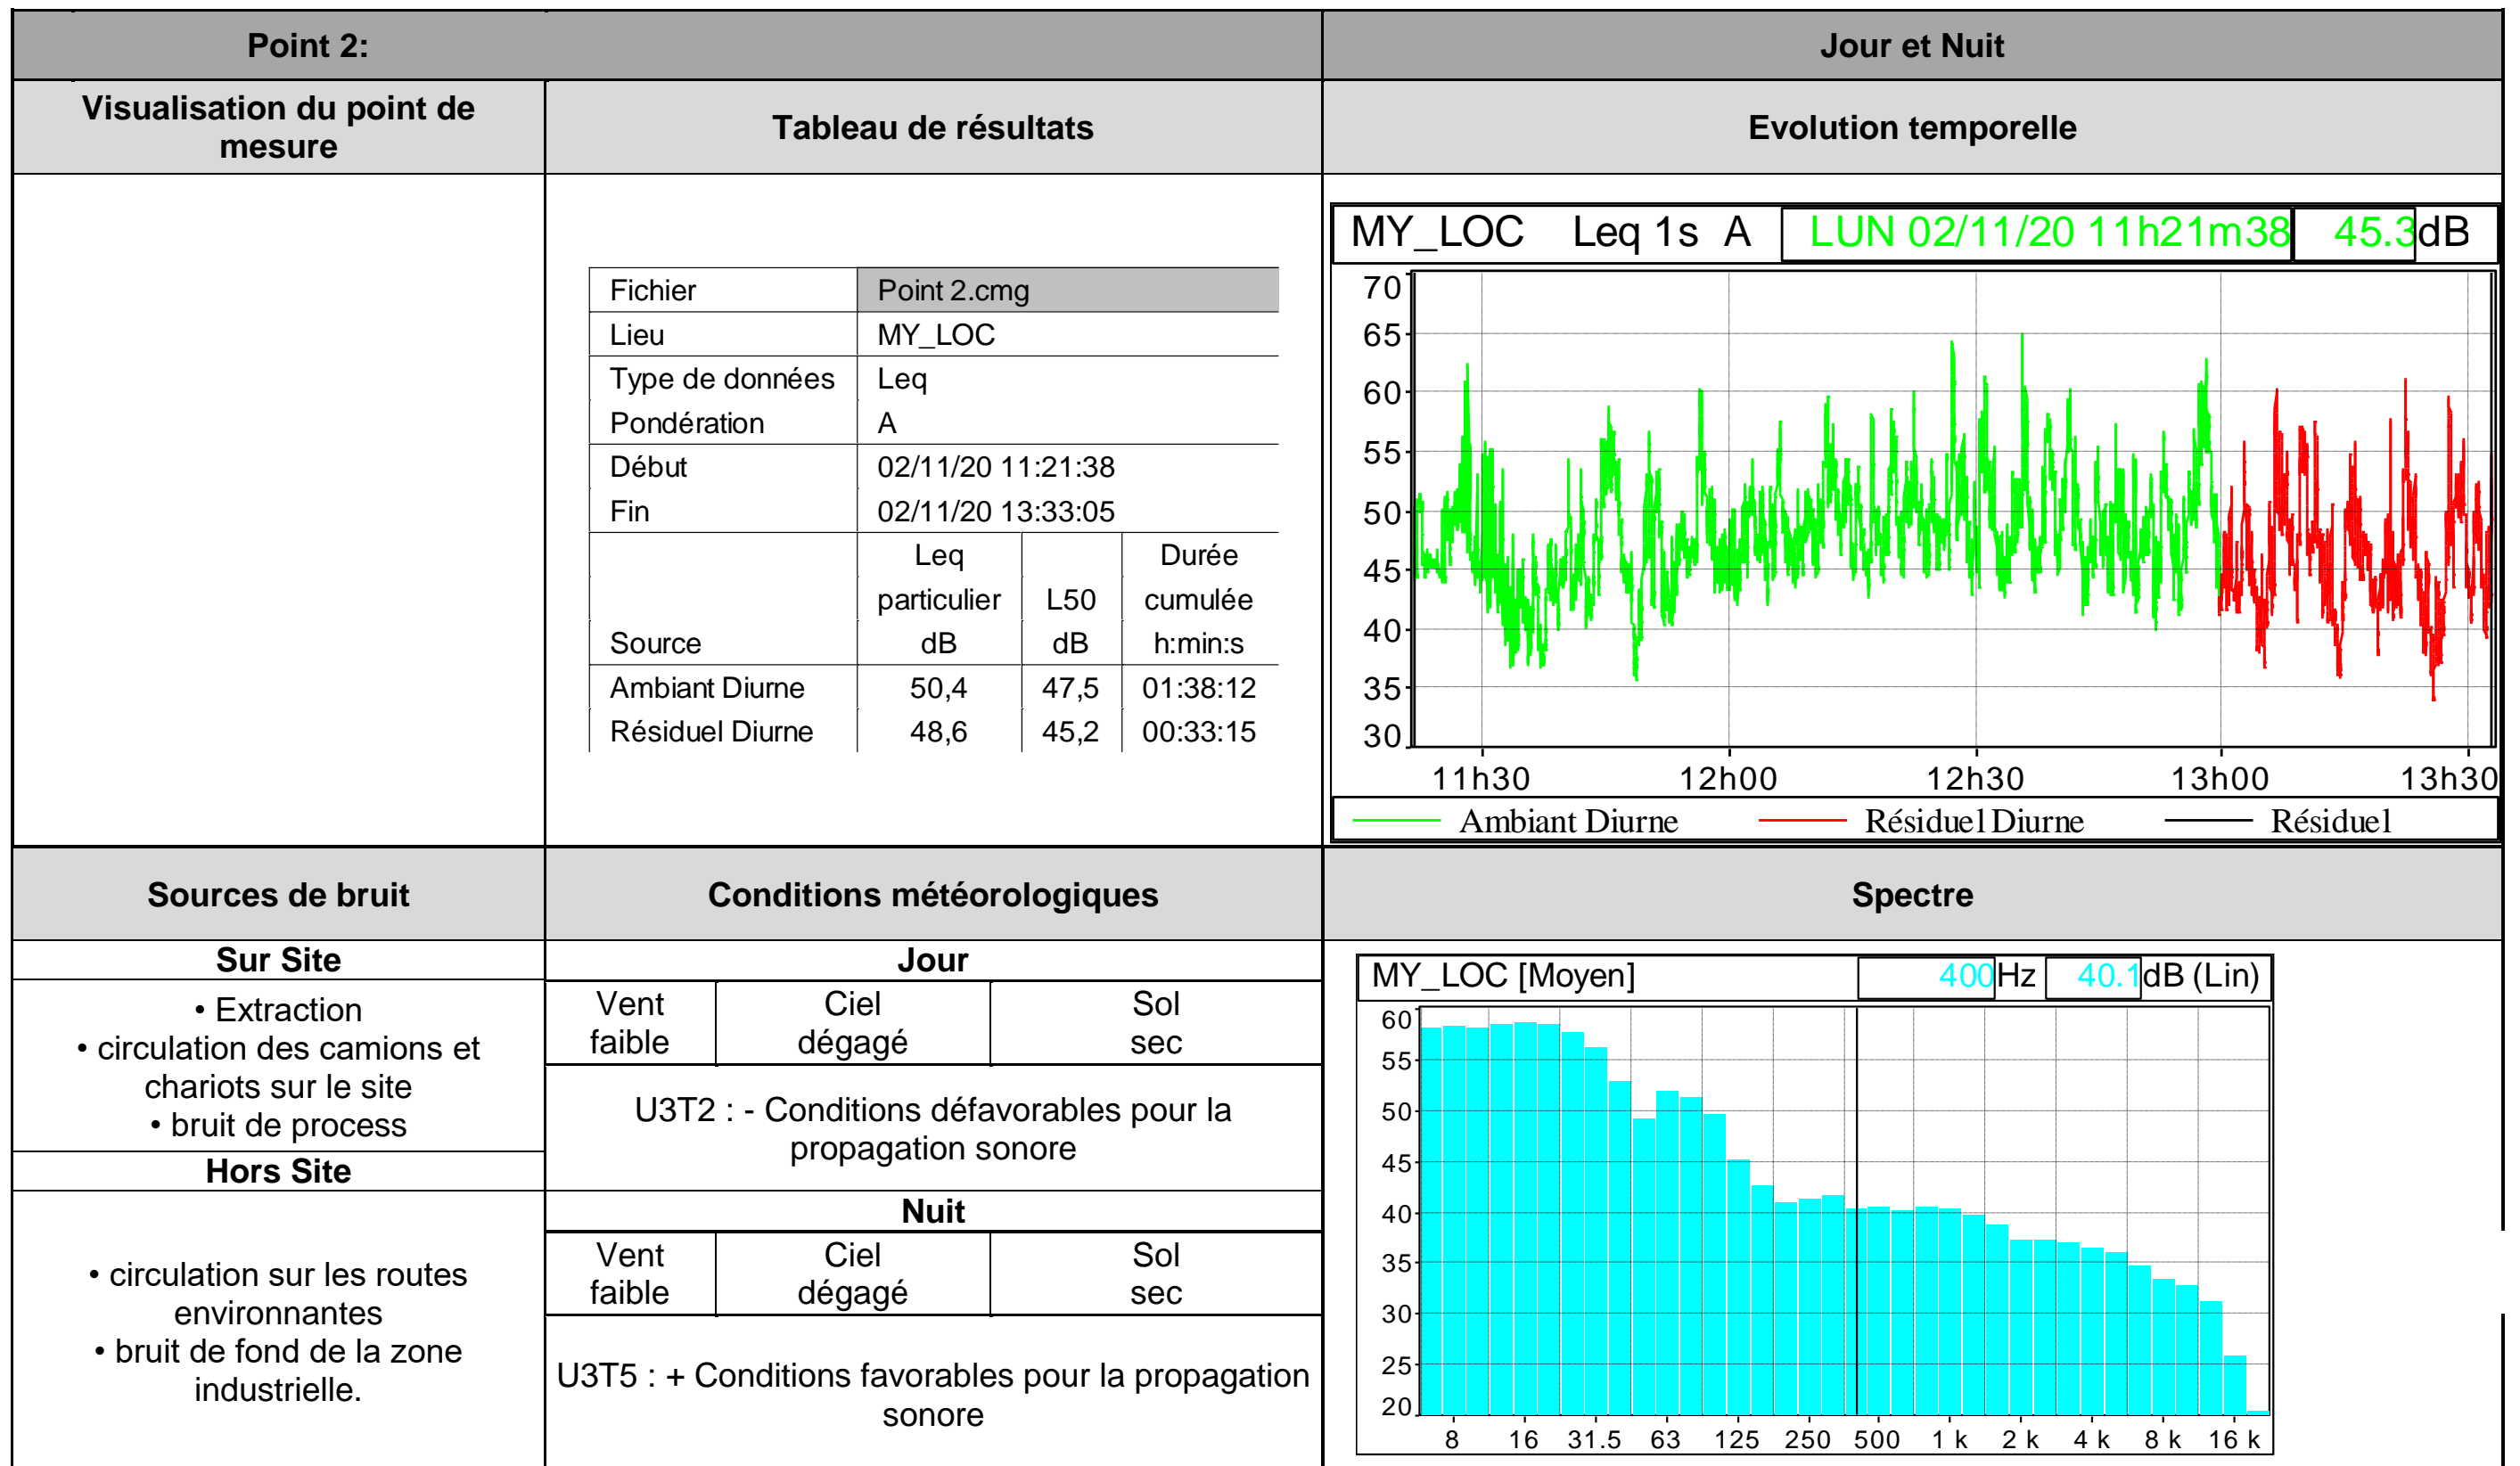 Point 2:
Jour et Nuit
Visualisation du point de
mesure
Tableau de résultats
Evolution temporelle
Fichier Point 2.cmg
Lieu MY_LOC
Type de données Leq
Pondération A
Début 02/11/20 11:21:38
Fin 02/11/20 13:33:05
Leq Durée
particulier L50 cumulée
Source dB dB h:min:s
Ambiant Diurne 50,4 47,5 01:38:12
Résiduel Diurne 48,6 45,2 00:33:15
MY_LOC Leq 1s A LUN 02/11/20 11h21m38 45.3dB
70
65
60
55
50
45
40
35
30
11h30 12h00 12h30 13h00 13h30
Ambiant Diurne Résiduel Diurne Résiduel
Sources de bruit
Conditions météorologiques
Spectre
Sur Site
• Extraction
• circulation des camions et
chariots sur le site
• bruit de process
Hors Site
• circulation sur les routes
environnantes
• bruit de fond de la zone
industrielle.
Jour
Vent Ciel Sol
faible dégagé sec
U3T2 : - Conditions défavorables pour la
propagation sonore
Nuit
Vent Ciel Sol
faible dégagé sec
U3T5 : + Conditions favorables pour la propagation
sonore
MY_LOC [Moyen] 400Hz 40.1dB (Lin)
60
55
50
45
40
35
30
25
20
8 16 31.5 63 125 250 500 1 k 2 k 4 k 8 k 16 k